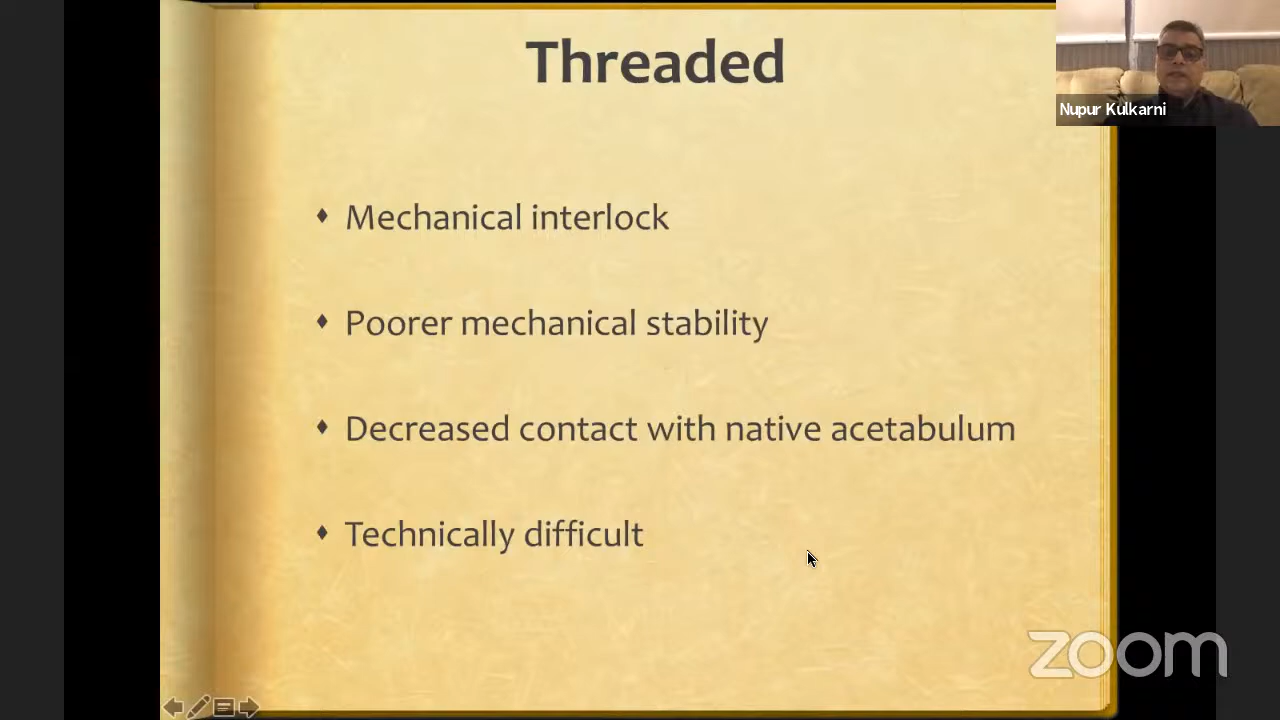 Threaded
Nupur Kulkarni
Mechanical interlock
Poorer mechanical stability
Decreased contact with native acetabulum
Technically difficult
zoom